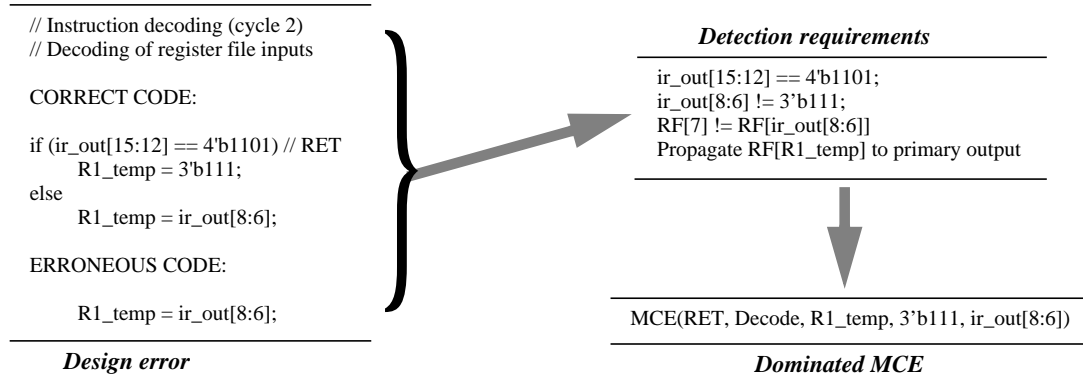 // Instruction decoding (cycle 2)
// Decoding of register file inputs
CORRECT CODE:
if (ir_out[15:12] == 4'b1101) // RET
R1_temp = 3'b111;
else
R1_temp = ir_out[8:6];
ERRONEOUS CODE:
R1_temp = ir_out[8:6];
Design error
Detection requirements
ir_out[15:12] == 4'b1101;
ir_out[8:6] != 3’b111;
RF[7] != RF[ir_out[8:6]]
Propagate RF[R1_temp] to primary output
MCE(RET, Decode, R1_temp, 3’b111, ir_out[8:6])
Dominated MCE